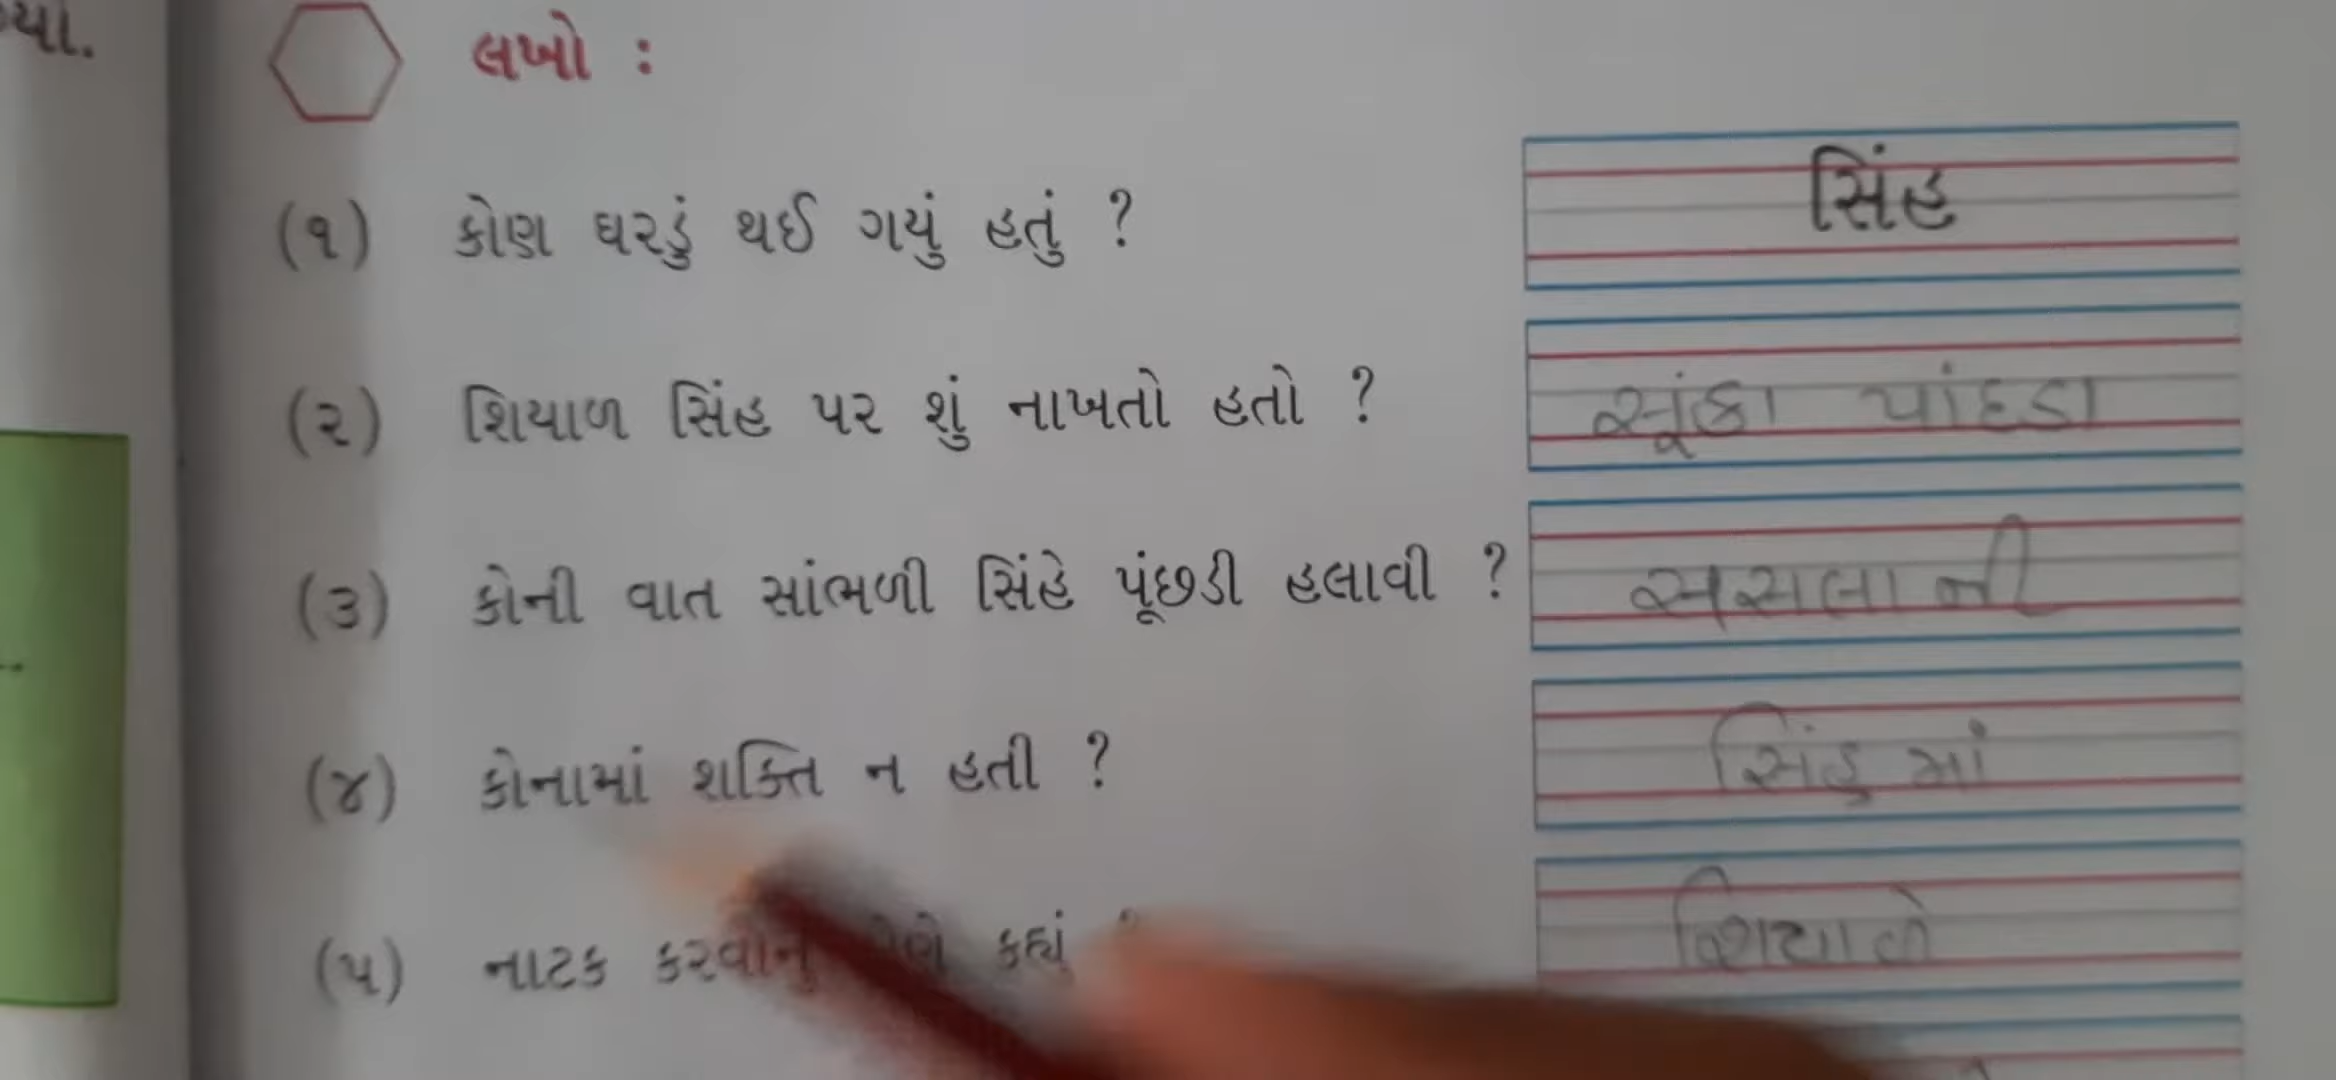 યા.
લખો :
(૧) કોણ ઘરડું થઈ ગયું હતું ? સિંહ
(૨) શિયાળ સિંહ પર શું નાખતો હતો ? સૂંકા પાંદડા
(૩) કોની વાત સાંભળી સિંહે પૂંછડી હલાવી ? સસલાની
(૪) કોનામાં શક્તિ ન હતી ? સિંહમાં
(૫) નાટક કરવાનું કહ્યું શિયાળે